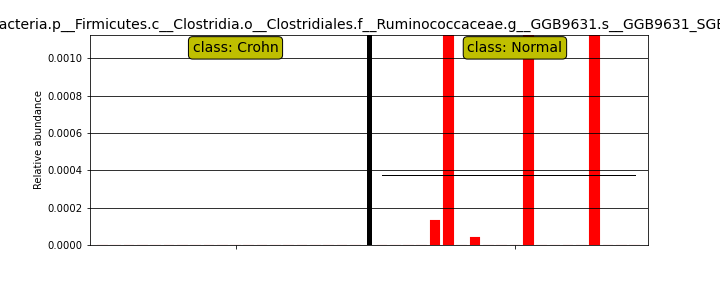 acteria.p__Firmicutes.c__Clostridia.o__Clostridiales.f__Ruminococcaceae.g__GGB9631.s__GGB9631_SGB
class: Crohn
class: Normal
Relative abundance
0.0010
0.0008
0.0006
0.0004
0.0002
0.0000